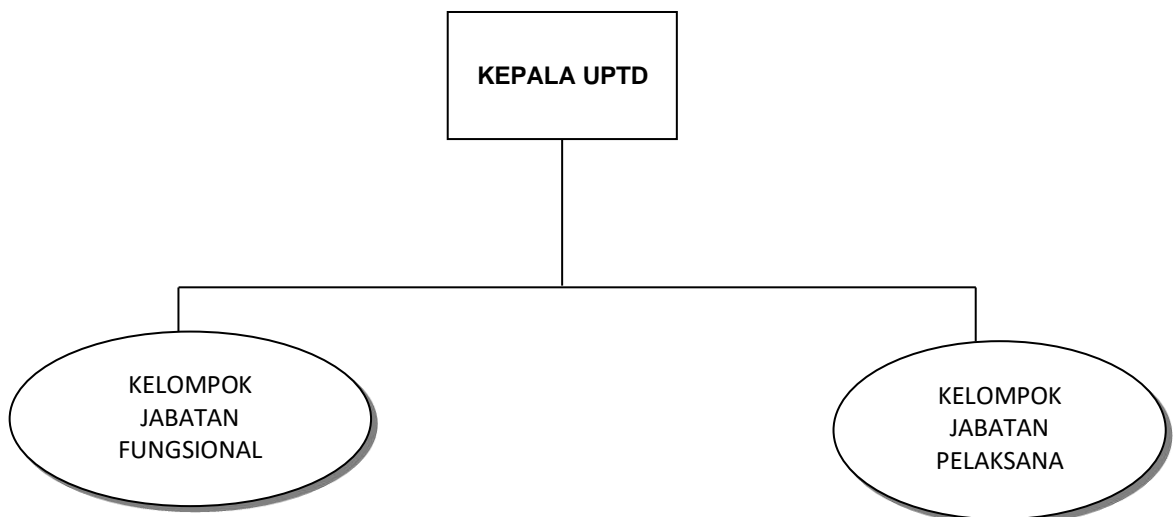 KEPALA UPTD
KELOMPOK
JABATAN
FUNGSIONAL
KELOMPOK
JABATAN
PELAKSANA